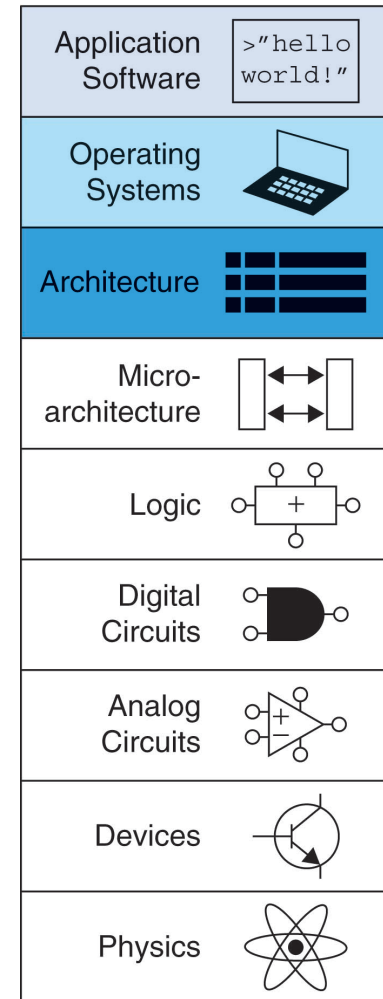 Application
Software
>"hello
world!"
Operating
Systems
Architecture
Micro-
architecture
Logic
+
Digital
Circuits
Analog
Circuits
+
−
Devices
Physics